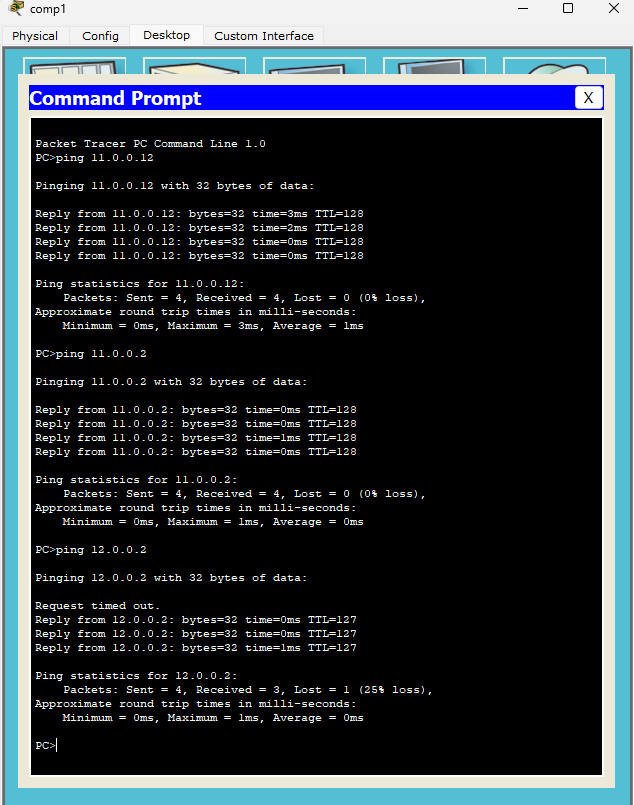 comp1
Physical Config Desktop Custom Interface
Command Prompt X
Packet Tracer PC Command Line 1.0
PC>ping 11.0.0.12
Pinging 11.0.0.12 with 32 bytes of data:
Reply from 11.0.0.12: bytes=32 time=3ms TTL=128
Reply from 11.0.0.12: bytes=32 time=2ms TTL=128
Reply from 11.0.0.12: bytes=32 time=0ms TTL=128
Reply from 11.0.0.12: bytes=32 time=0ms TTL=128
Ping statistics for 11.0.0.12:
Packets: Sent = 4, Received = 4, Lost = 0 (0% loss),
Approximate round trip times in milli-seconds:
Minimum = 0ms, Maximum = 3ms, Average = 1ms
PC>ping 11.0.0.2
Pinging 11.0.0.2 with 32 bytes of data:
Reply from 11.0.0.2: bytes=32 time=0ms TTL=128
Reply from 11.0.0.2: bytes=32 time=0ms TTL=128
Reply from 11.0.0.2: bytes=32 time=1ms TTL=128
Reply from 11.0.0.2: bytes=32 time=0ms TTL=128
Ping statistics for 11.0.0.2:
Packets: Sent = 4, Received = 4, Lost = 0 (0% loss),
Approximate round trip times in milli-seconds:
Minimum = 0ms, Maximum = 1ms, Average = 0ms
PC>ping 12.0.0.2
Pinging 12.0.0.2 with 32 bytes of data:
Request timed out.
Reply from 12.0.0.2: bytes=32 time=0ms TTL=127
Reply from 12.0.0.2: bytes=32 time=0ms TTL=127
Reply from 12.0.0.2: bytes=32 time=1ms TTL=127
Ping statistics for 12.0.0.2:
Packets: Sent = 4, Received = 3, Lost = 1 (25% loss),
Approximate round trip times in milli-seconds:
Minimum = 0ms, Maximum = 1ms, Average = 0ms
PC>